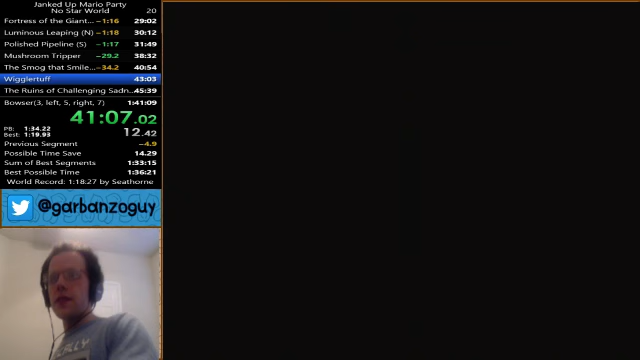 Janked Up Mario Party
No Star World 20
Fortress of the Giant... −1:16 29:02
Luminous Leaping (N) −1:18 30:12
Polished Pipeline (S) −1:17 31:49
Mushroom Tripper −29.2 38:32
The Smog that Smile... −34.2 40:54
Wigglertuff 43:03
The Ruins of Challenging Sadn... 45:39
Bowser(3, left, 5, right, 7) 1:41:09
41:07.02
PB: 1:34.22
Best: 1:19.93
12.42
Previous Segment −4.9
Possible Time Save 14.29
Sum of Best Segments 1:33:15
Best Possible Time 1:36:21
World Record: 1:18:27 by Seathorne
@garbanzoguy